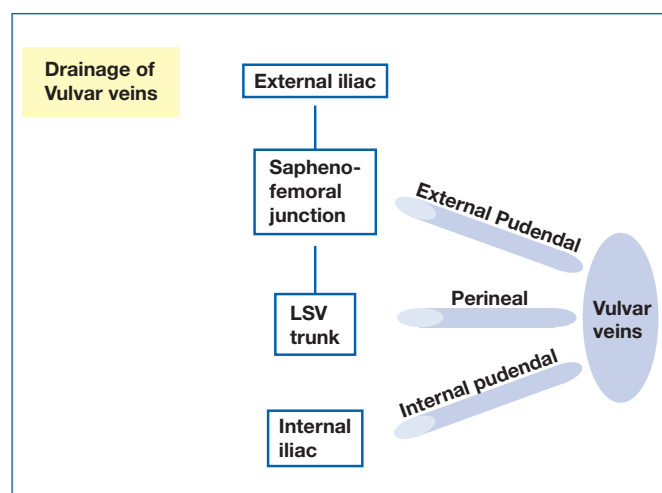 Drainage of
Vulvar veins
External iliac
Sapheno-
femoral
junction
External Pudendal
LSV
trunk
Perineal
Vulvar
veins
Internal pudendal
Internal
iliac